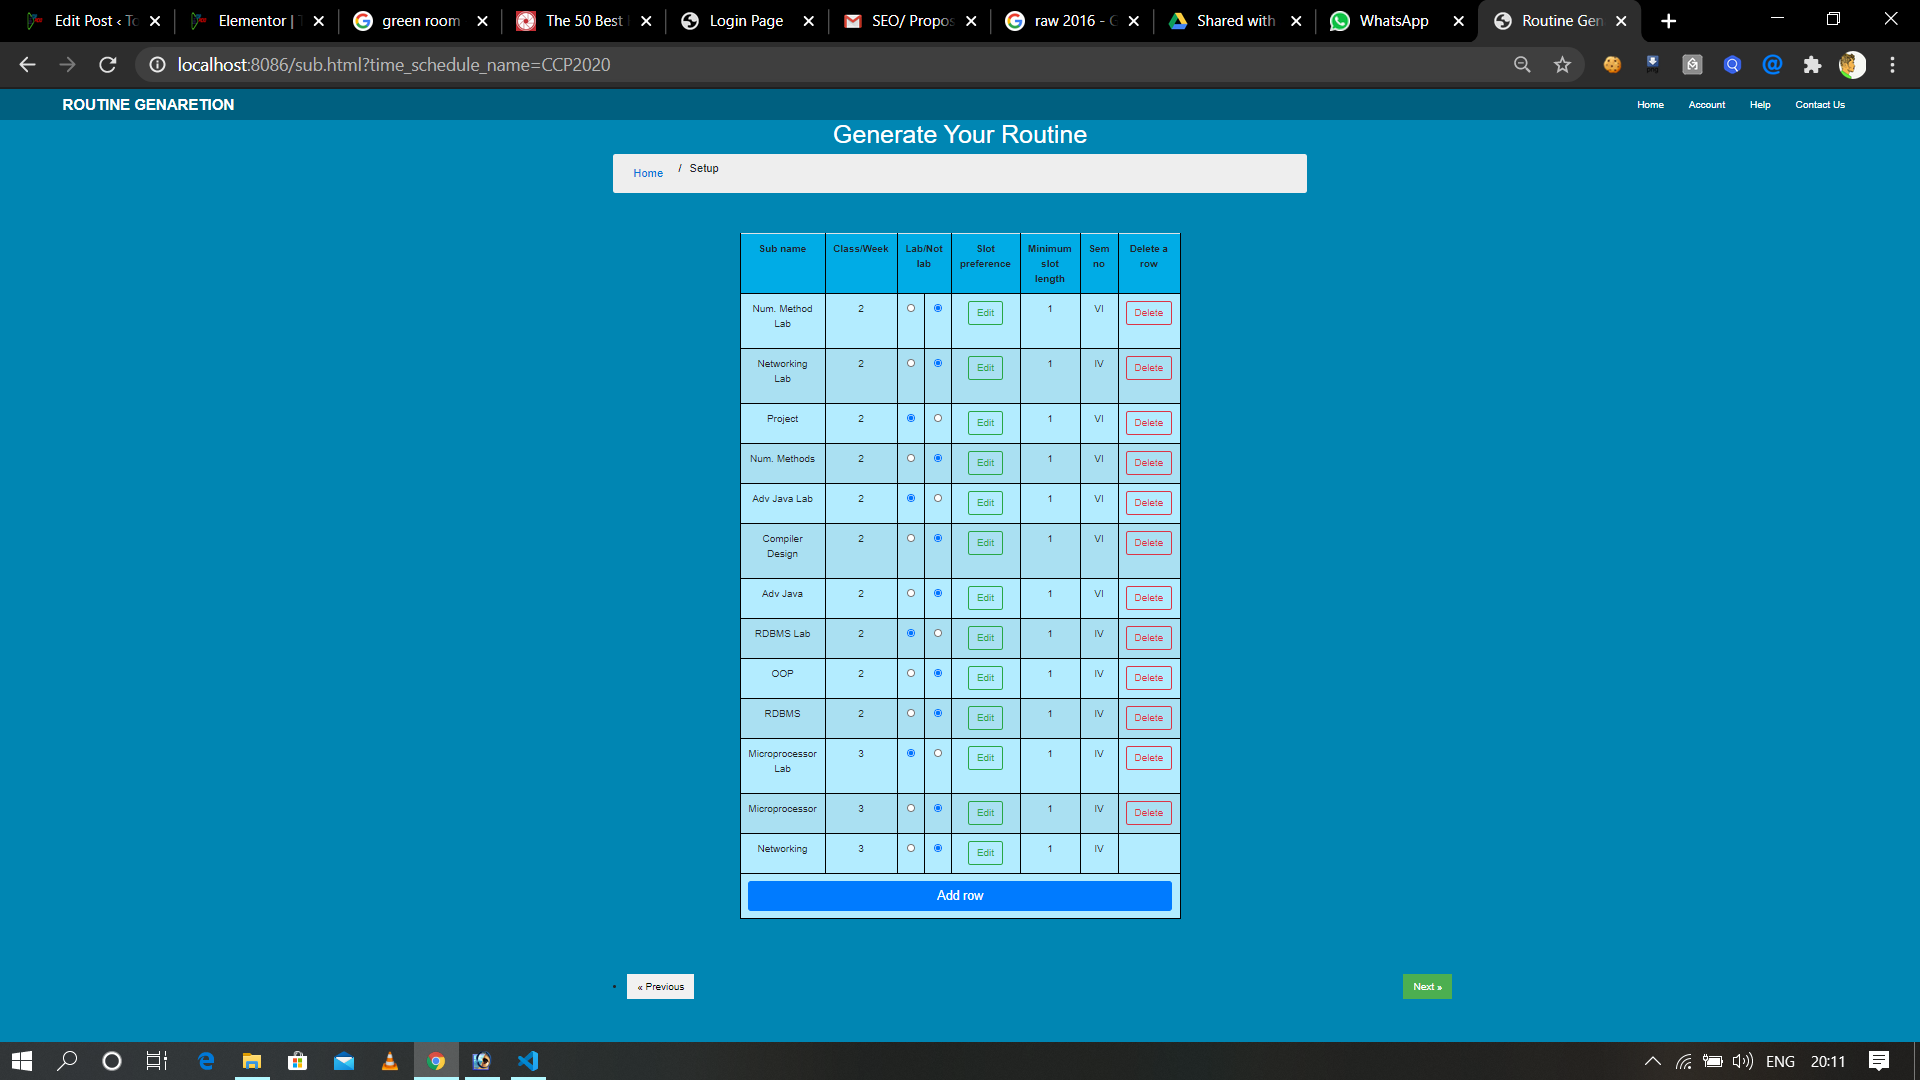 Edit Post ‹ To
Elementor | T
green room
The 50 Best
Login Page
SEO/ Propos
raw 2016 - G
Shared with
WhatsApp
Routine Gen
localhost:8086/sub.html?time_schedule_name=CCP2020
ROUTINE GENARETION
Home Account Help Contact Us
Generate Your Routine
Home / Setup
Sub name Class/Week Lab/Not lab Slot preference Minimum slot length Sem no Delete a row
Num. Method Lab 2 Edit 1 VI Delete
Networking Lab 2 Edit 1 IV Delete
Project 2 Edit 1 VI Delete
Num. Methods 2 Edit 1 VI Delete
Adv Java Lab 2 Edit 1 VI Delete
Compiler Design 2 Edit 1 VI Delete
Adv Java 2 Edit 1 VI Delete
RDBMS Lab 2 Edit 1 IV Delete
OOP 2 Edit 1 IV Delete
RDBMS 2 Edit 1 IV Delete
Microprocessor Lab 3 Edit 1 IV Delete
Microprocessor 3 Edit 1 IV Delete
Networking 3 Edit 1 IV
Add row
« Previous
Next »
ENG 20:11